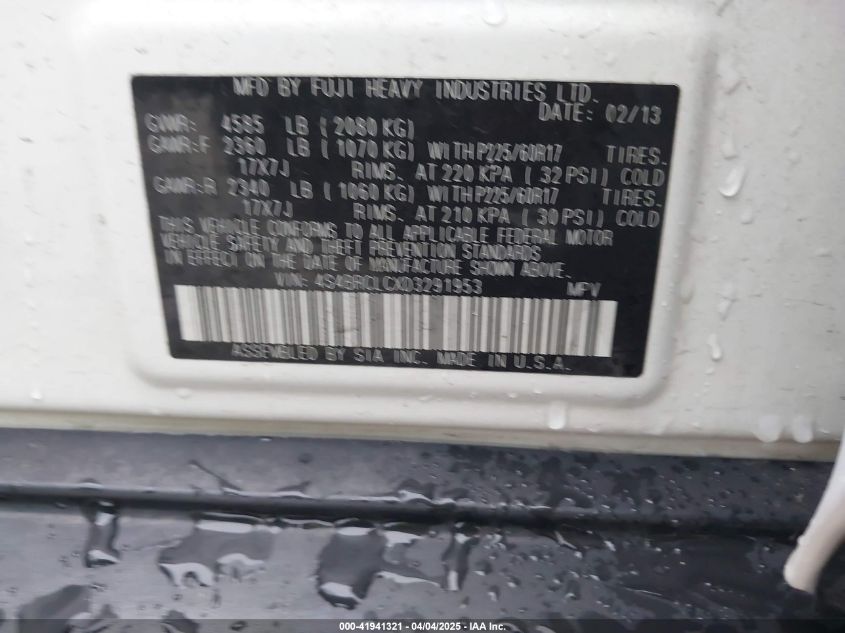 MFD BY FUJI HEAVY INDUSTRIES LTD.
DATE: 02/13
GVWR: 4585 LB ( 2080 KG)
GAWR:F 2360 LB ( 1070 KG) WITH P225/60R17 TIRES.
17X7J RIMS. AT 220 KPA ( 32 PSI) COLD
GAWR:R 2340 LB ( 1060 KG) WITH P225/60R17 TIRES.
17X7J RIMS. AT 210 KPA ( 30 PSI) COLD
THIS VEHICLE CONFORMS TO ALL APPLICABLE FEDERAL MOTOR
VEHICLE SAFETY AND THEFT PREVENTION STANDARDS
IN EFFECT ON THE DATE OF MANUFACTURE SHOWN ABOVE.
VIN: 4S4BRCLCXD3291953 MPV
ASSEMBLED BY SIA INC. MADE IN U.S.A.
000-41941321 - 04/04/2025 - IAA Inc.